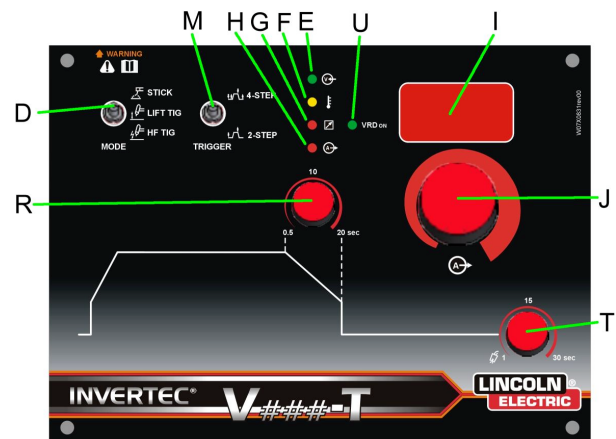 M H G F E U I
WARNING
D
STICK
LIFT TIG
HF TIG
MODE
4-STEP
2-STEP
TRIGGER
V
VRD ON
A
W07X0831rev00
R
10
0.5 20 sec
J
A
15
1 30 sec
T
INVERTEC® V###-T
LINCOLN ®
ELECTRIC